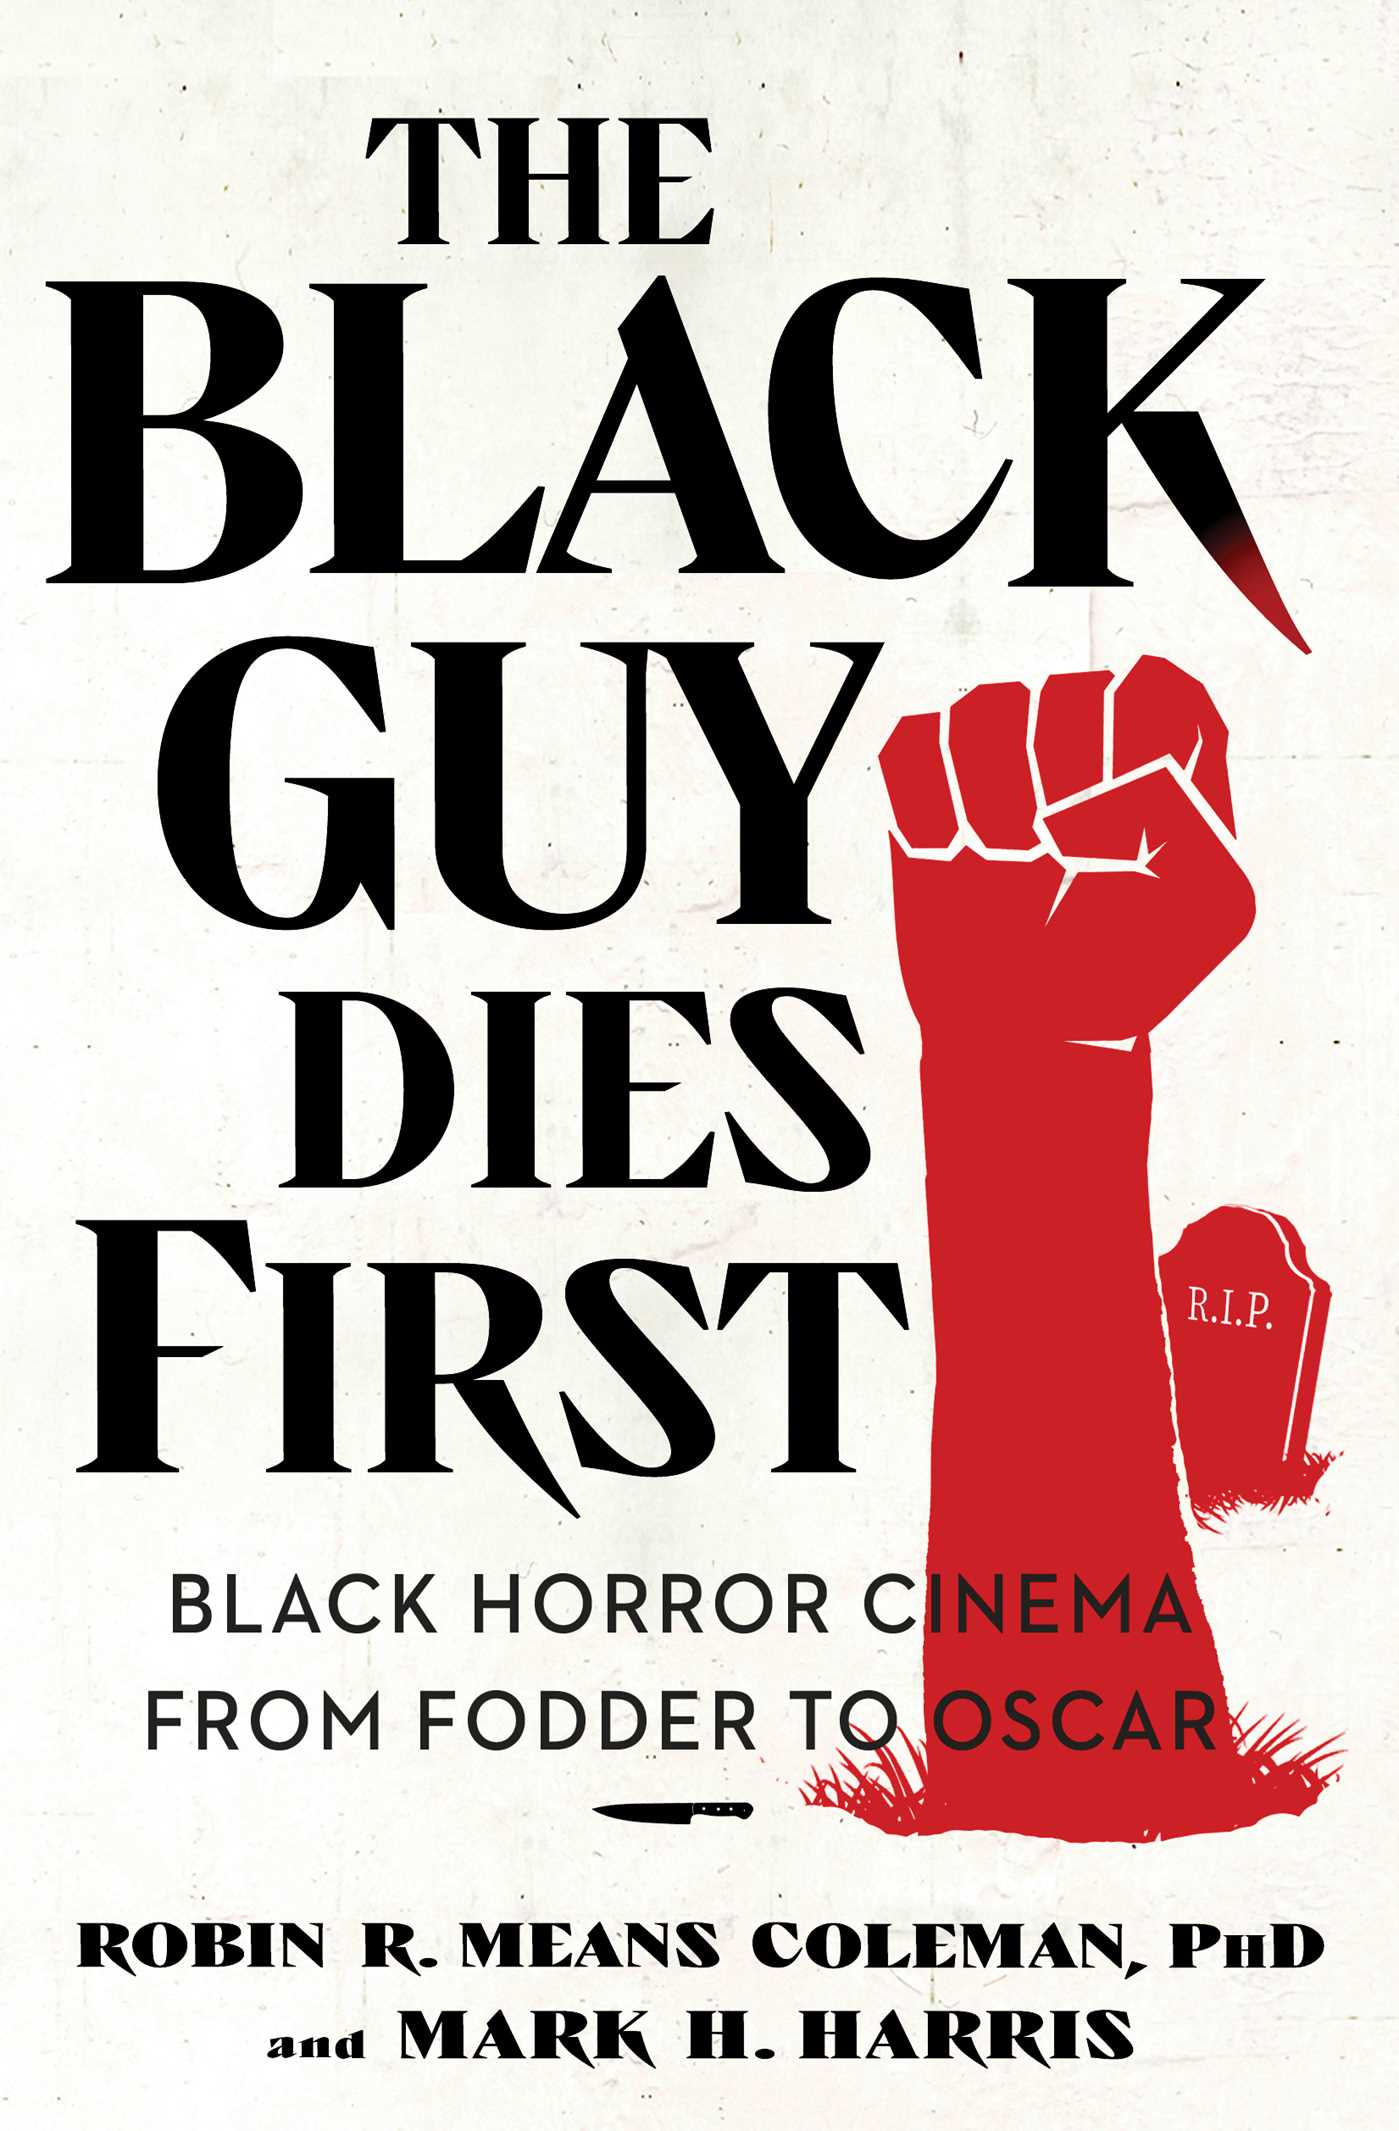 THE
BLACK
GUY
DIES
FIRST
R.I.P.
BLACK HORROR CINEMA
FROM FODDER TO OSCAR
ROBIN R. MEANS COLEMAN, PHD
and MARK H. HARRIS